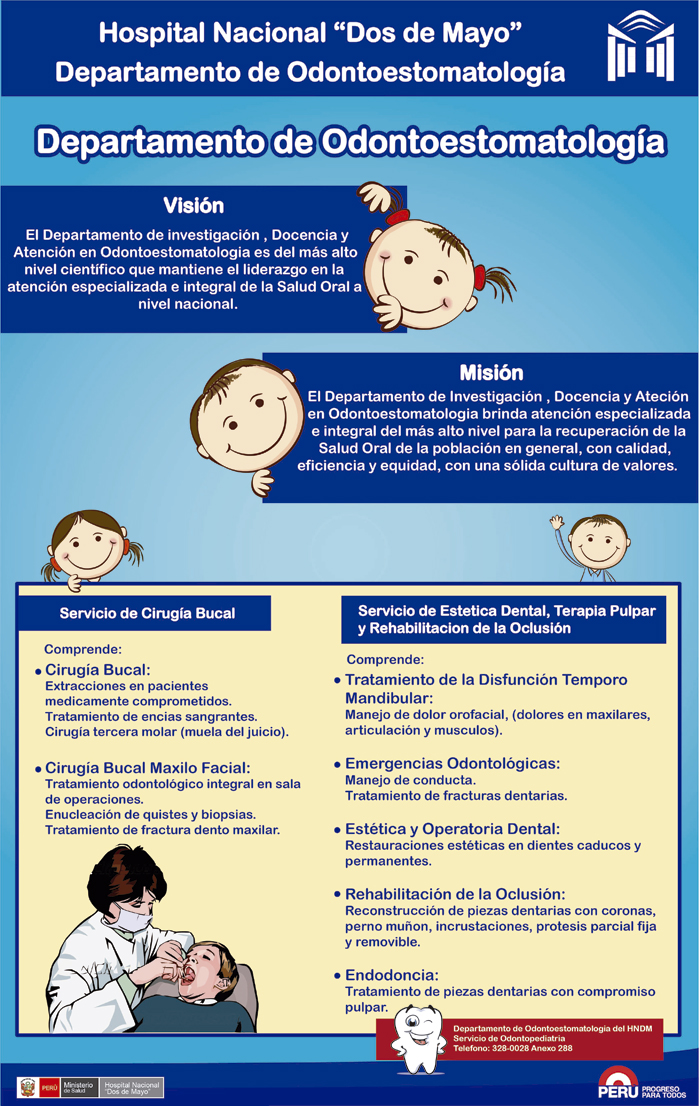 Hospital Nacional “Dos de Mayo”
Departamento de Odontoestomatología
Departamento de Odontoestomatología
Visión
El Departamento de investigación , Docencia y
Atención en Odontoestomatologia es del más alto
nivel científico que mantiene el liderazgo en la
atención especializada e integral de la Salud Oral a
nivel nacional.
Misión
El Departamento de Investigación , Docencia y Ateción
en Odontoestomatologia brinda atención especializada
e integral del más alto nivel para la recuperación de la
Salud Oral de la población en general, con calidad,
eficiencia y equidad, con una sólida cultura de valores.
Servicio de Cirugía Bucal
Comprende:
• Cirugía Bucal:
Extracciones en pacientes
medicamente comprometidos.
Tratamiento de encias sangrantes.
Cirugía tercera molar (muela del juicio).
• Cirugía Bucal Maxilo Facial:
Tratamiento odontológico integral en sala
de operaciones.
Enucleación de quistes y biopsias.
Tratamiento de fractura dento maxilar.
Servicio de Estetica Dental, Terapia Pulpar
y Rehabilitacion de la Oclusión
Comprende:
• Tratamiento de la Disfunción Temporo
Mandibular:
Manejo de dolor orofacial, (dolores en maxilares,
articulación y musculos).
• Emergencias Odontológicas:
Manejo de conducta.
Tratamiento de fracturas dentarias.
• Estética y Operatoria Dental:
Restauraciones estéticas en dientes caducos y
permanentes.
• Rehabilitación de la Oclusión:
Reconstrucción de piezas dentarias con coronas,
perno muñon, incrustaciones, protesis parcial fija
y removible.
• Endodoncia:
Tratamiento de piezas dentarias con compromiso
pulpar.
Departamento de Odontoestomatología del HNDM
Servicio de Odontopediatria
Telefono: 328-0028 Anexo 288
PERÚ
Ministerio
de Salud
Hospital Nacional
"Dos de Mayo"
PERÚ
PROGRESO
PARA TODOS